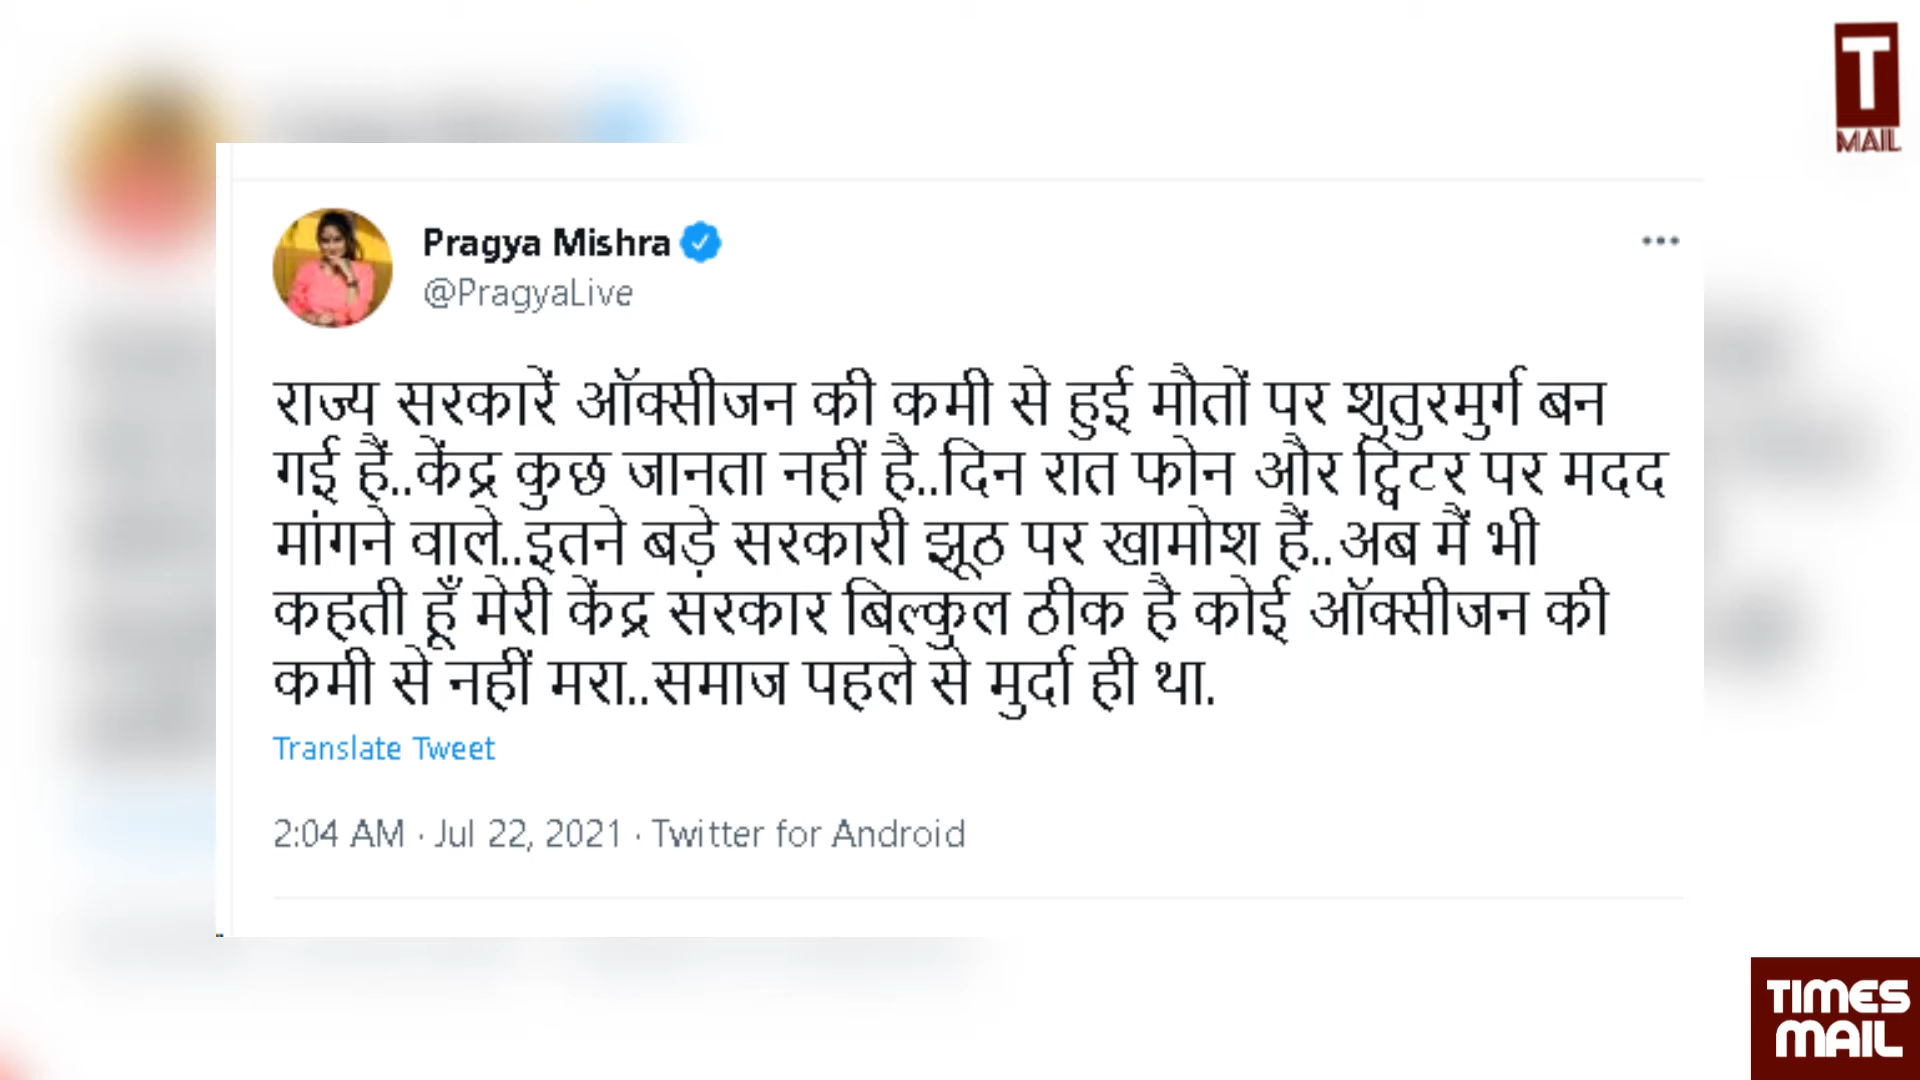 T
MAIL
Pragya Mishra
@PragyaLive
राज्य सरकारें ऑक्सीजन की कमी से हुई मौतों पर शुतुरमुर्ग बन
गई हैं..केंद्र कुछ जानता नहीं है..दिन रात फोन और ट्विटर पर मदद
मांगने वाले..इतने बड़े सरकारी झूठ पर खामोश हैं..अब मैं भी
कहती हूँ मेरी केंद्र सरकार बिल्कुल ठीक है कोई ऑक्सीजन की
कमी से नहीं मरा..समाज पहले से मुर्दा ही था.
Translate Tweet
2:04 AM · Jul 22, 2021 · Twitter for Android
TIMES
MAIL